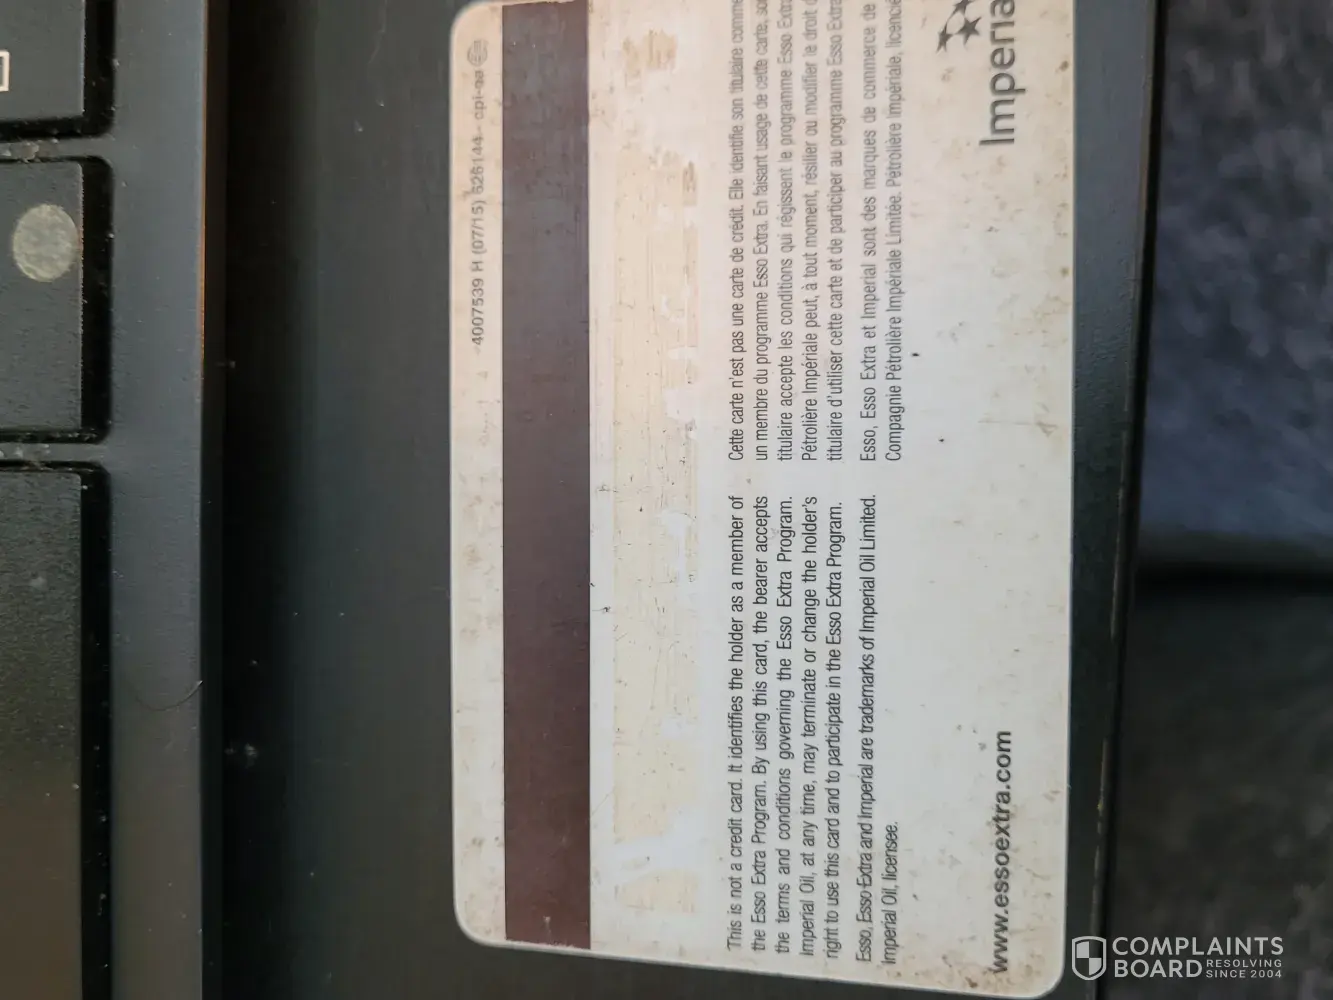 4007539 H (07/15) 526144- cpi-aa
This is not a credit card. It identifies the holder as a member of
the Esso Extra Program. By using this card, the bearer accepts
the terms and conditions governing the Esso Extra Program.
Imperial Oil, at any time, may terminate or change the holder's
right to use this card and to participate in the Esso Extra Program.
Esso, Esso Extra and Imperial are trademarks of Imperial Oil Limited.
Imperial Oil, licensee.
Cette carte n'est pas une carte de crédit. Elle identifie son titulaire comme
un membre du programme Esso Extra. En faisant usage de cette carte, so
titulaire accepte les conditions qui régissent le programme Esso Extra
Pétrolière Impériale peut, à tout moment, résilier ou modifier le droit d
titulaire d'utiliser cette carte et de participer au programme Esso Extra
Esso, Esso Extra et Imperial sont des marques de commerce de
Compagnie Pétrolière Impériale Limitée. Pétrolière Impériale, licencié
www.essoextra.com
Imperia
COMPLAINTS
BOARD RESOLVING
SINCE 2004